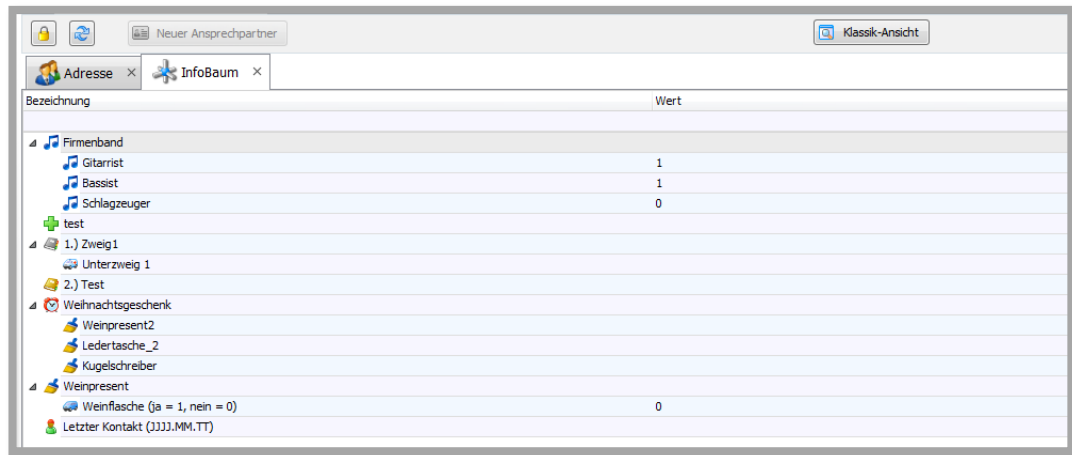 Neuer Ansprechpartner Klassik-Ansicht
Adresse InfoBaum
Bezeichnung Wert
Firmenband
Gitarrist 1
Bassist 1
Schlagzeuger 0
test
1.) Zweig1
Unterzweig 1
2.) Test
Weihnachtsgeschenk
Weinpresent2
Ledertasche_2
Kugelschreiber
Weinpresent
Weinflasche (ja = 1, nein = 0) 0
Letzter Kontakt (JJJJ.MM.TT)